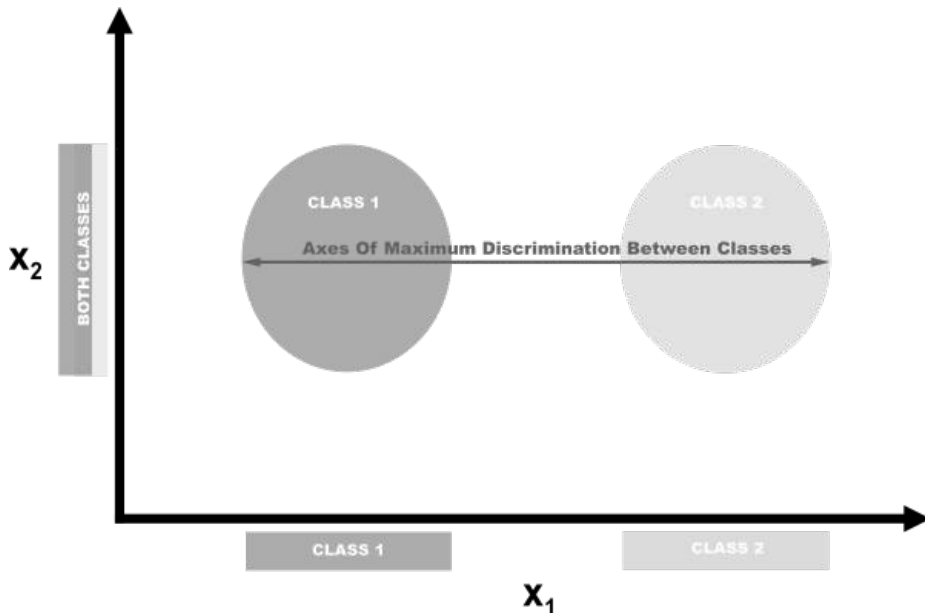 CLASS 1
CLASS 2
Axes Of Maximum Discrimination Between Classes
X2
BOTH CLASSES
CLASS 1
CLASS 2
X1